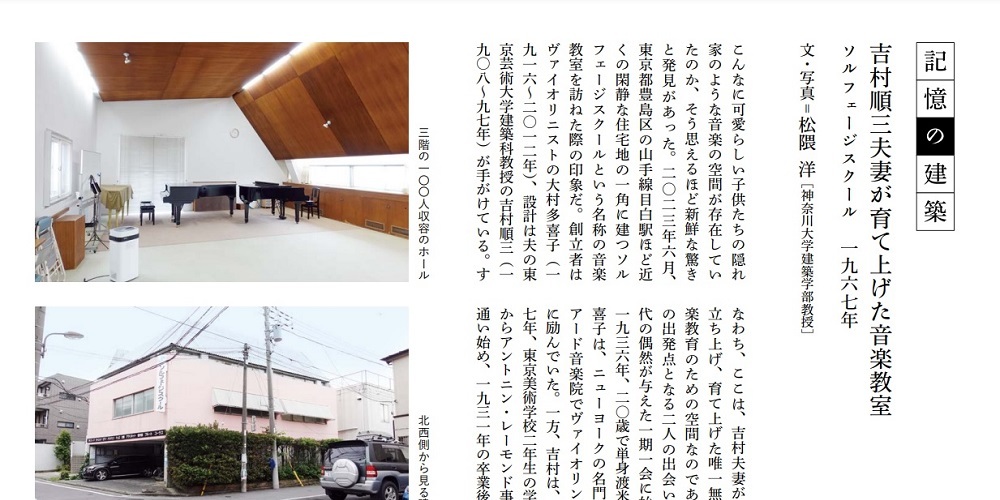 記憶の建築
吉村順三夫妻が育て上げた音楽教室
ソルフェージスクール 一九六七年
文・写真=松隈 洋［神奈川大学建築学部教授］
こんなに可愛らしい子供たちの隠れ
家のような音楽の空間が存在してい
たのか、そう思えるほど新鮮な驚き
と発見があった。二〇二三年六月、
東京都豊島区の山手線目白駅ほど近
くの閑静な住宅地の一角に建つソル
フェージスクールという名称の音楽
教室を訪ねた際の印象だ。創立者は
ヴァイオリニストの大村多喜子（一
九一六〜二〇一二年）、設計は夫の東
京芸術大学建築科教授の吉村順三（一
九〇八〜九七年）が手がけている。す
なわち、ここは、吉村夫妻が
立ち上げ、育て上げた唯一無
楽教育のための空間なのであ
の出発点となる二人の出会い
代の偶然が与えた一期一会に
一九三六年、二〇歳で単身渡米
喜子は、ニューヨークの名門
アード音楽院でヴァイオリン
に励んでいた。一方、吉村は、
七年、東京美術学校二年生の学
からアントニン・レーモンド事
通い始め、一九三一年の卒業後
三階の一〇〇人収容のホール
北西側から見る
ソルフェージスクール